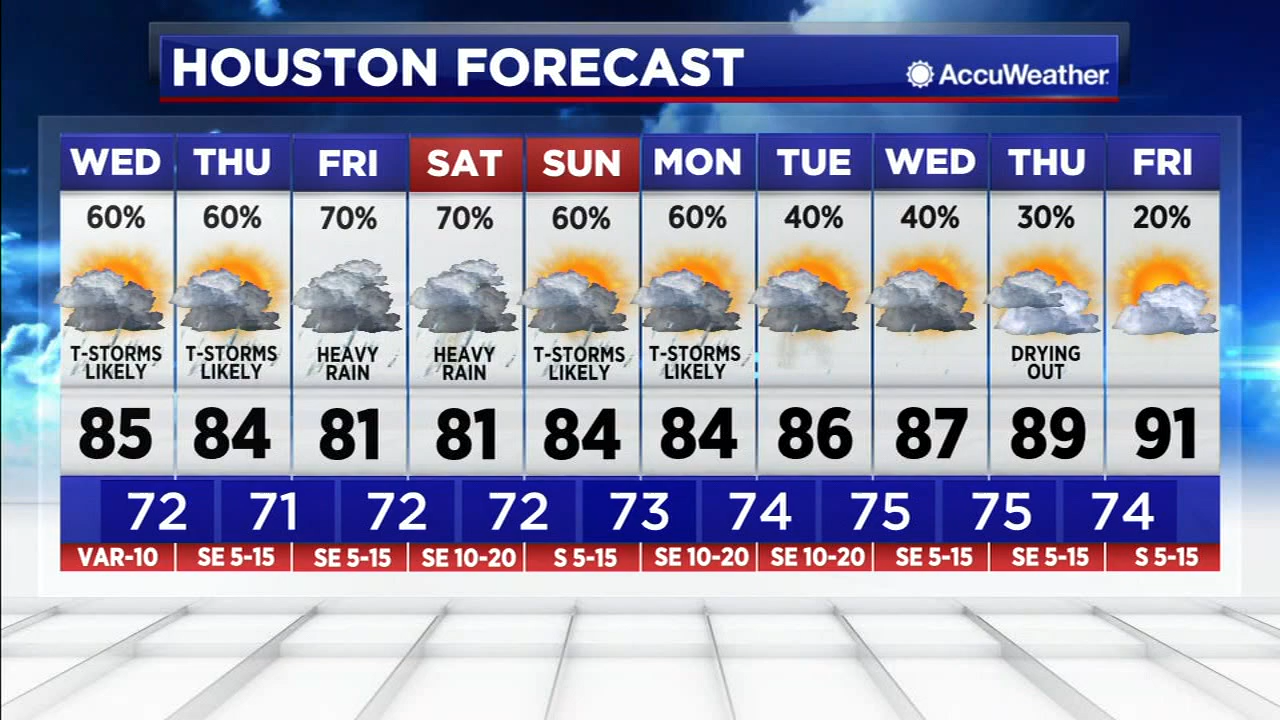 HOUSTON FORECAST
AccuWeather
WED THU FRI SAT SUN MON TUE WED THU FRI
60% 60% 70% 70% 60% 60% 40% 40% 30% 20%
T-STORMS T-STORMS HEAVY HEAVY T-STORMS T-STORMS DRYING
LIKELY LIKELY RAIN RAIN LIKELY LIKELY OUT
85 84 81 81 84 84 86 87 89 91
72 71 72 72 73 74 75 75 74
VAR-10 SE 5-15 SE 5-15 SE 10-20 S 5-15 SE 10-20 SE 10-20 SE 5-15 SE 5-15 S 5-15